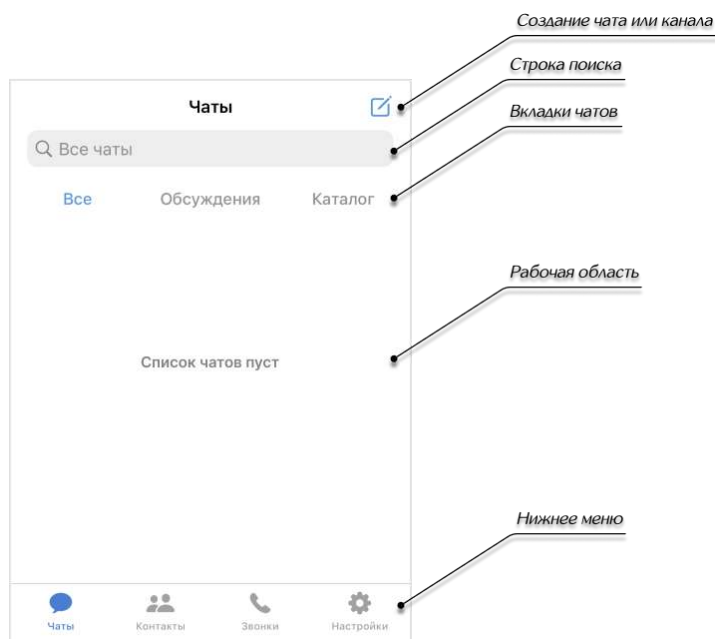 Создание чата или канала
Строка поиска
Чаты
Вкладки чатов
Все чаты
Все Обсуждения Каталог
Рабочая область
Список чатов пуст
Нижнее меню
Чаты Контакты Звонки Настройки